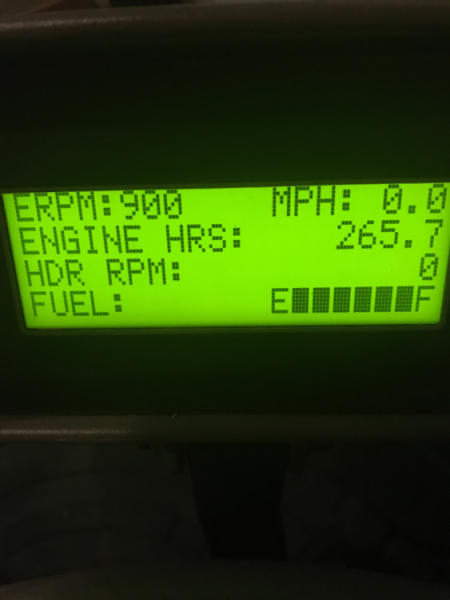 ERPM:900 MPH: 0.0
ENGINE HRS: 265.7
HDR RPM: 0
FUEL: E■■■■■■F